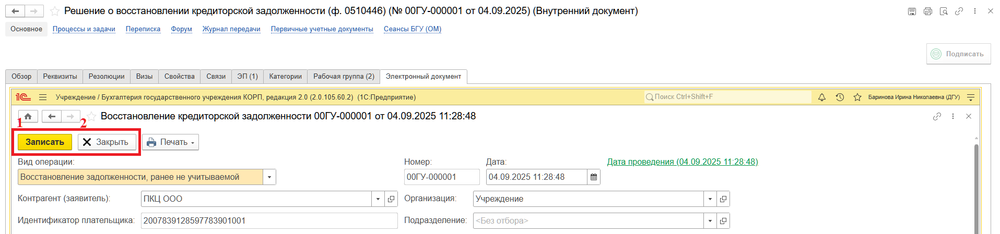 Решение о восстановлении кредиторской задолженности (ф. 0510446) (№ 00ГУ-000001 от 04.09.2025) (Внутренний документ)
Основное Процессы и задачи Переписка Форум Журнал передачи Первичные учетные документы Сеансы БГУ (ОМ)
Подписать
Обзор Реквизиты Резолюции Визы Свойства Связи ЭП (1) Категории Рабочая группа (2) Электронный документ
1С Учреждение / Бухгалтерия государственного учреждения КОРП, редакция 2.0 (2.0.105.60.2) (1С:Предприятие) Поиск Ctrl+Shift+F Баринова Ирина Николаевна (ДГУ)
Восстановление кредиторской задолженности 00ГУ-000001 от 04.09.2025 11:28:48
1 2
Записать Закрыть Печать
Вид операции: Номер: Дата: Дата проведения (04.09.2025 11:28:48)
Восстановление задолженности, ранее не учитываемой 00ГУ-000001 04.09.2025 11:28:48
Контрагент (заявитель): ПКЦ ООО Организация: Учреждение
Идентификатор плательщика: 2007839128597783901001 Подразделение: <Без отбора>